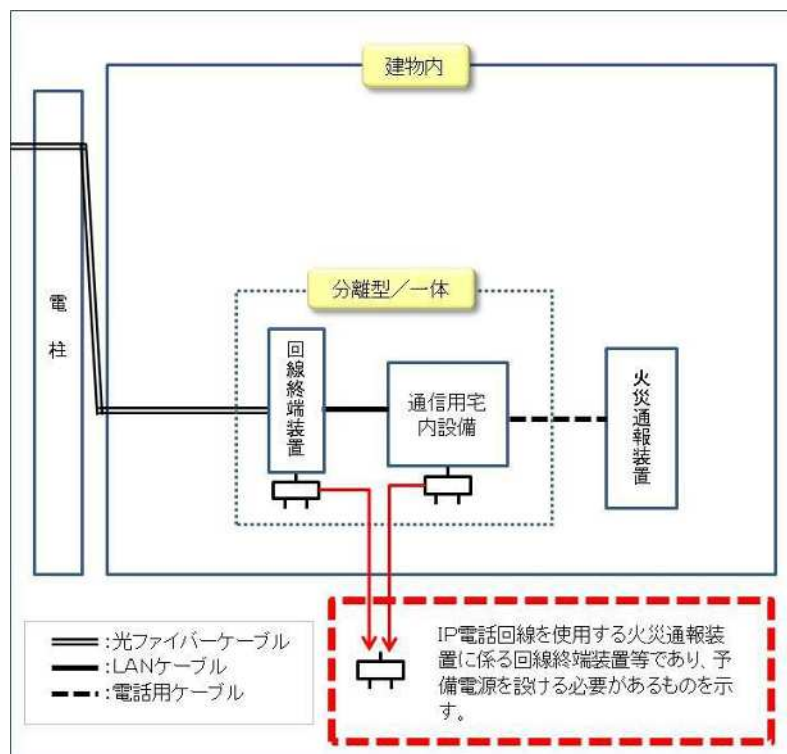 建物内
電柱
分離型／一体
回線終端装置
通信用宅
内設備
火災通報装置
:光ファイバーケーブル
:LANケーブル
:電話用ケーブル
IP電話回線を使用する火災通報装
置に係る回線終端装置等であり、予
備電源を設ける必要があるものを示
す。